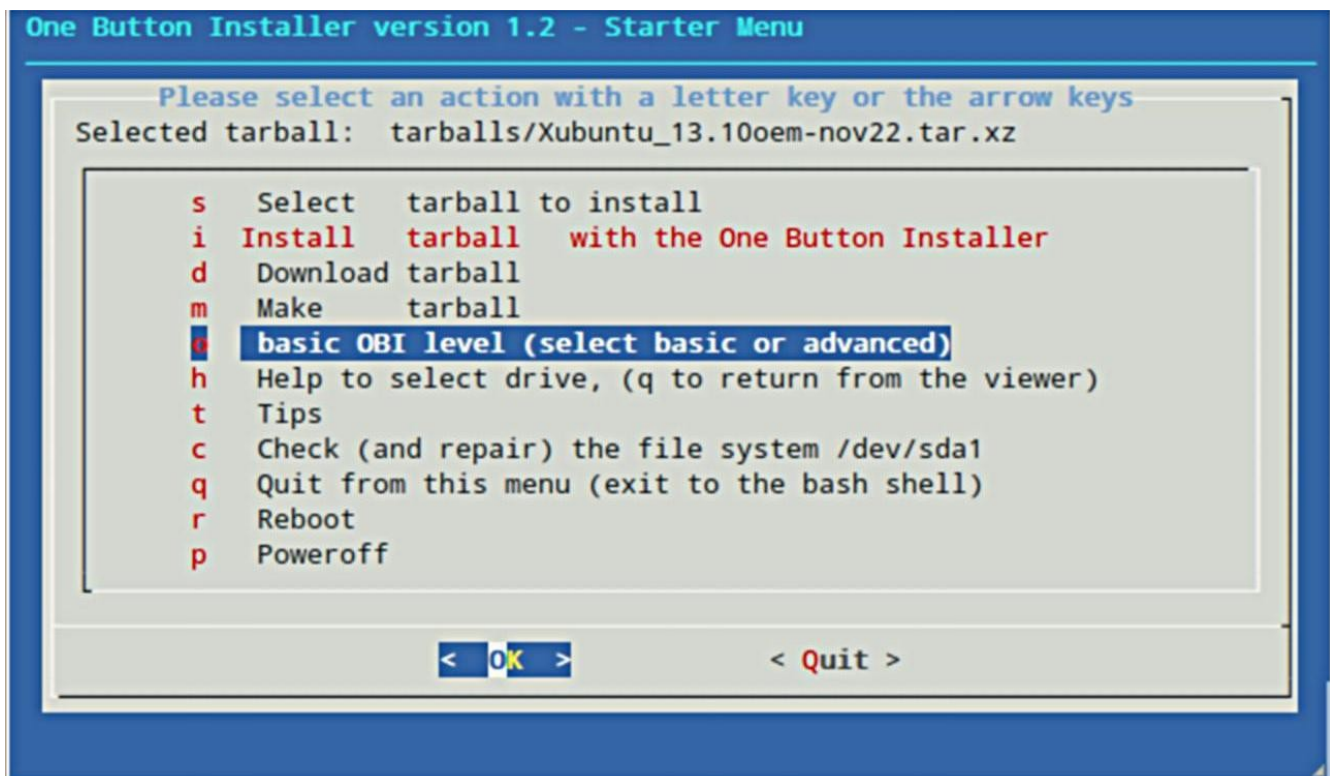 One Button Installer version 1.2 - Starter Menu
Please select an action with a letter key or the arrow keys
Selected tarball: tarballs/Xubuntu_13.10oem-nov22.tar.xz
s Select tarball to install
i Install tarball with the One Button Installer
d Download tarball
m Make tarball
o basic OBI level (select basic or advanced)
h Help to select drive, (q to return from the viewer)
t Tips
c Check (and repair) the file system /dev/sda1
q Quit from this menu (exit to the bash shell)
r Reboot
p Poweroff
< OK > < Quit >